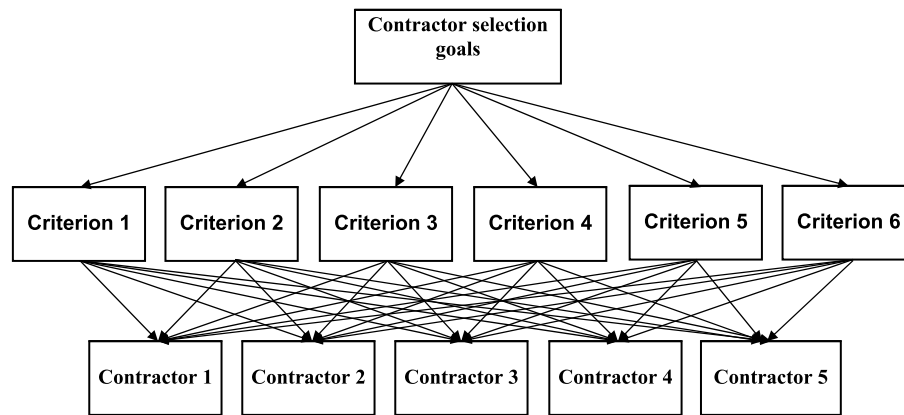 Contractor selection
goals
Criterion 1
Criterion 2
Criterion 3
Criterion 4
Criterion 5
Criterion 6
Contractor 1
Contractor 2
Contractor 3
Contractor 4
Contractor 5